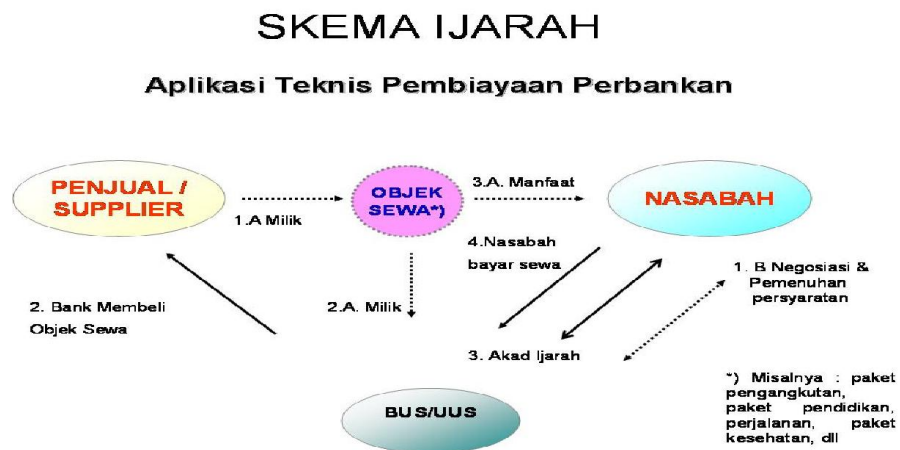 SKEMA IJARAH
Aplikasi Teknis Pembiayaan Perbankan
PENJUAL /
SUPPLIER
1.A Milik
OBJEK
SEWA*)
3.A. Manfaat
NASABAH
4.Nasabah
bayar sewa
1. B Negosiasi &
Pemenuhan
persyaratan
2. Bank Membeli
Objek Sewa
2.A. Milik
3. Akad Ijarah
BUS/UUS
*) Misalnya : paket
pengangkutan,
paket pendidikan,
perjalanan, paket
kesehatan, dll